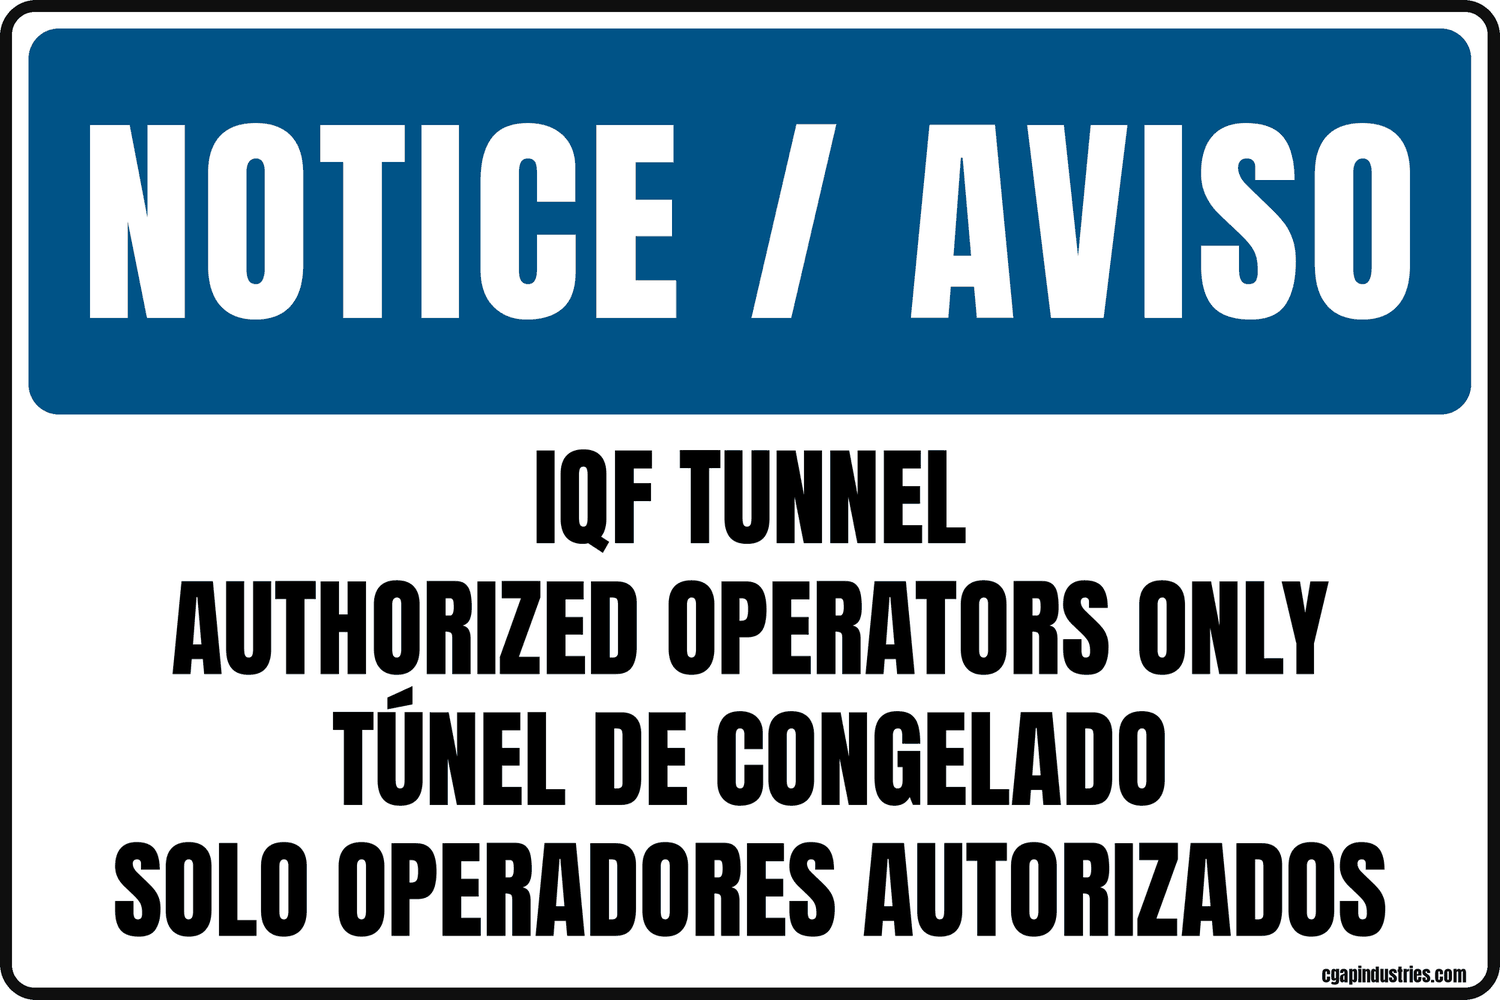 NOTICE / AVISO
IQF TUNNEL
AUTHORIZED OPERATORS ONLY
TÚNEL DE CONGELADO
SOLO OPERADORES AUTORIZADOS
cgapindustries.com